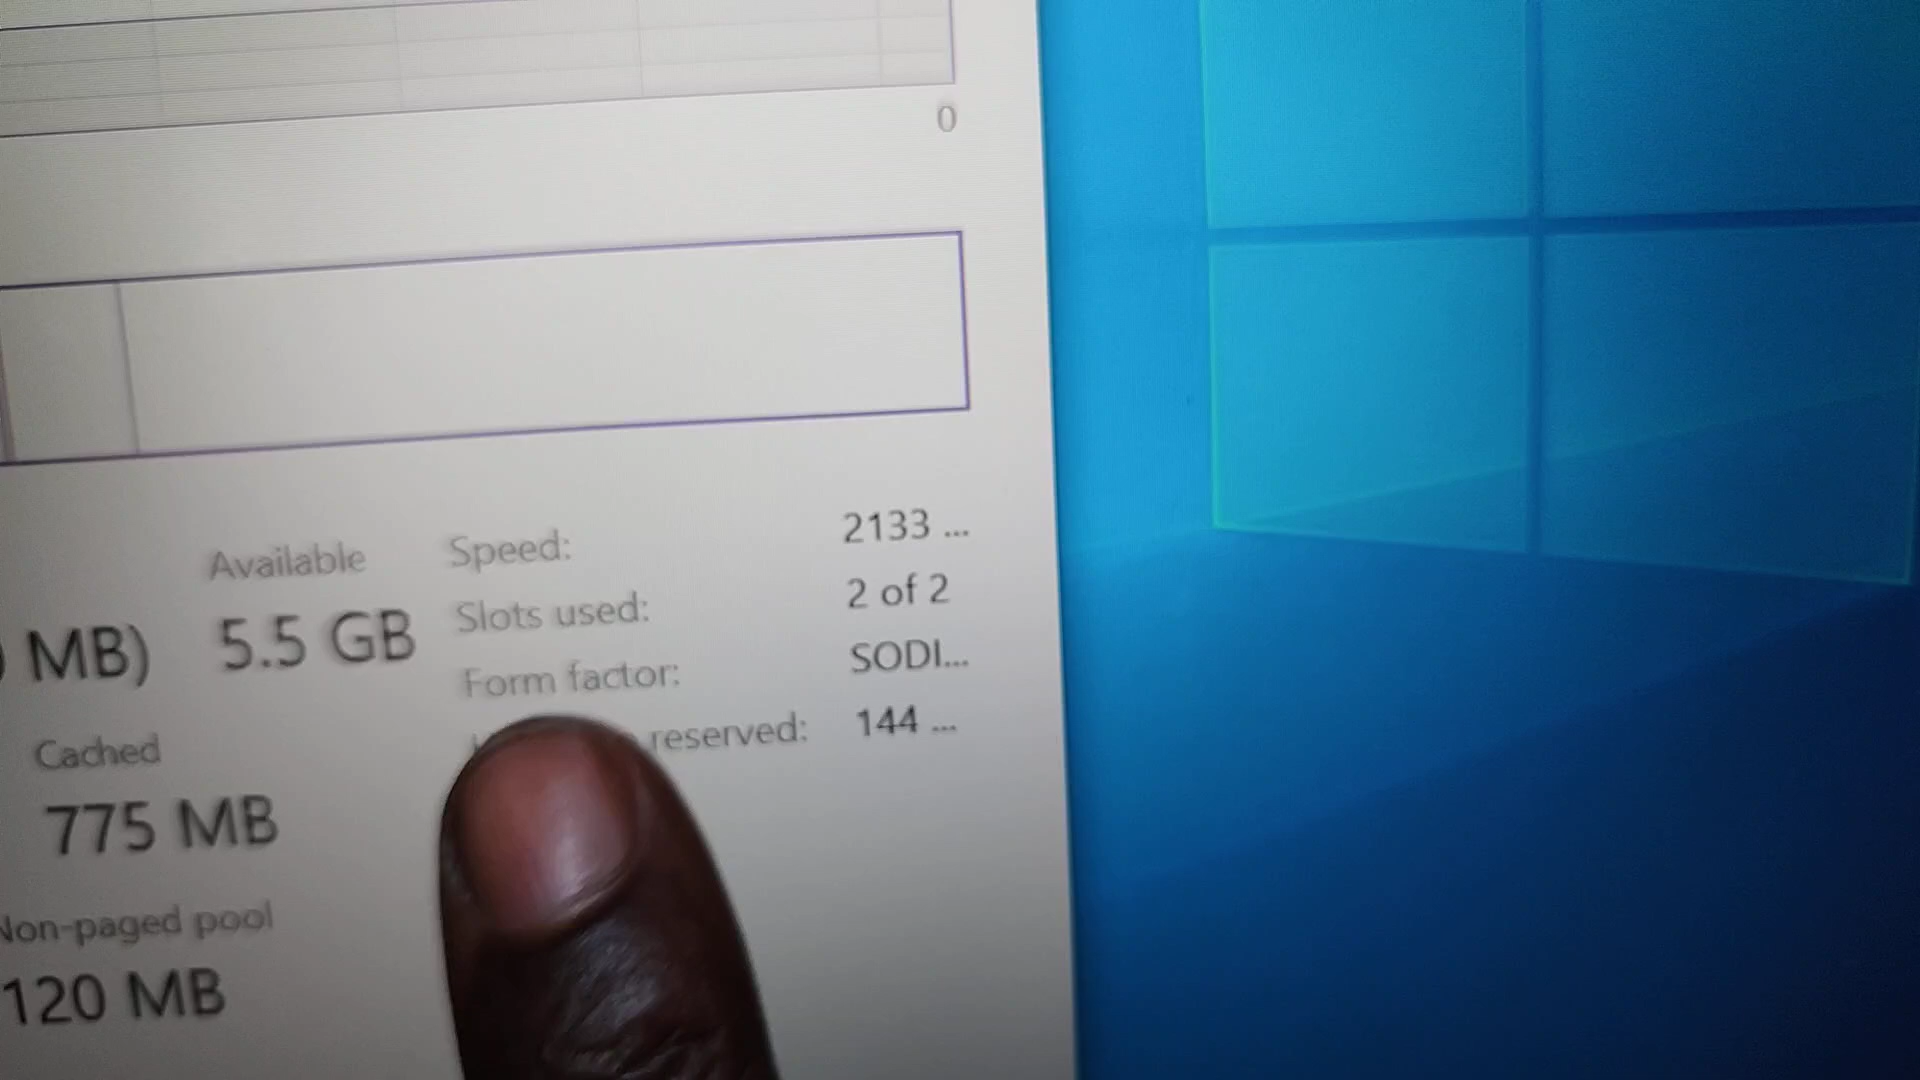 0
Available
MB) 5.5 GB
Cached
775 MB
Non-paged pool
120 MB
Speed: 2133 ...
Slots used: 2 of 2
Form factor: SODI...
reserved: 144 ...